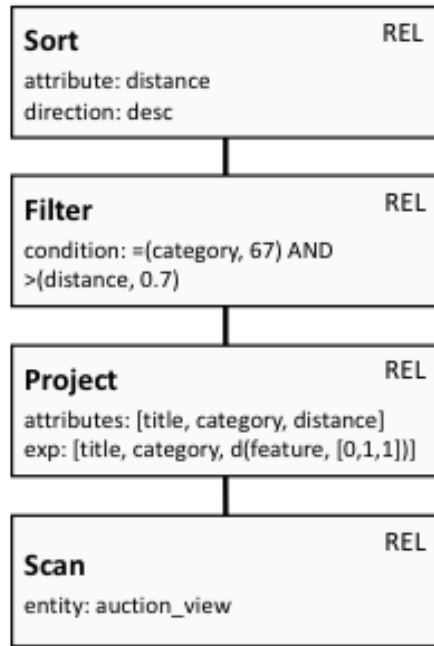 Sort REL
attribute: distance
direction: desc
Filter REL
condition: =(category, 67) AND
>(distance, 0.7)
Project REL
attributes: [title, category, distance]
exp: [title, category, d(feature, [0,1,1])]
Scan REL
entity: auction_view